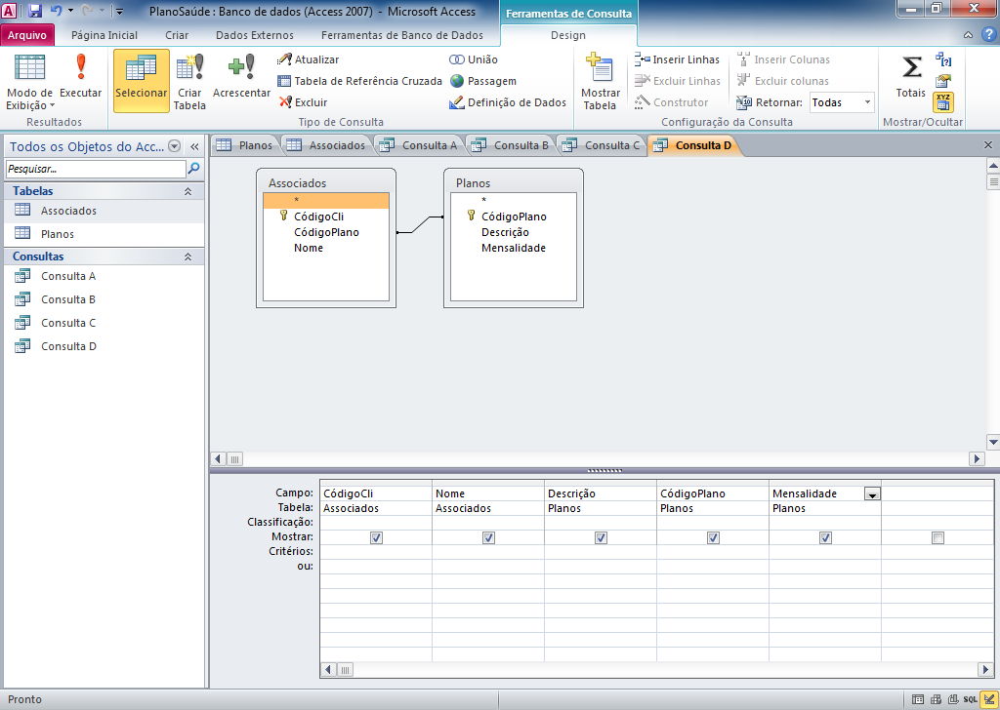 PlanoSaúde : Banco de dados (Access 2007) - Microsoft Access
Ferramentas de Consulta
Arquivo
Página Inicial
Criar
Dados Externos
Ferramentas de Banco de Dados
Design
Modo de Exibição
Executar
Resultados
Selecionar
Criar Tabela
Acrescentar
Atualizar
Tabela de Referência Cruzada
Excluir
União
Passagem
Definição de Dados
Tipo de Consulta
Mostrar Tabela
Inserir Linhas
Excluir Linhas
Construtor
Inserir Colunas
Excluir colunas
Retornar: Todas
Configuração da Consulta
Σ
Totais
XYZ
Mostrar/Ocultar
Todos os Objetos do Acc... «
Pesquisar...
Tabelas
Associados
Planos
Consultas
Consulta A
Consulta B
Consulta C
Consulta D
Planos
Associados
Consulta A
Consulta B
Consulta C
Consulta D
Associados
*
CódigoCli
CódigoPlano
Nome
Planos
*
CódigoPlano
Descrição
Mensalidade
Campo: CódigoCli Nome Descrição CódigoPlano Mensalidade
Tabela: Associados Associados Planos Planos Planos
Classificação:
Mostrar:
Critérios:
ou:
Pronto
SQL